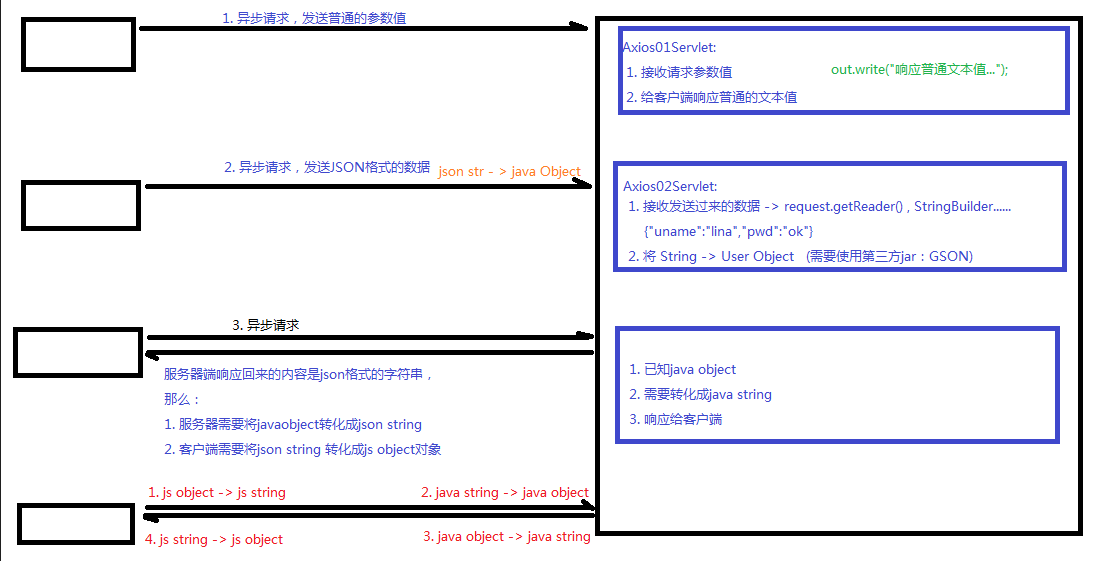 1. 异步请求，发送普通的参数值
Axios01Servlet:
1. 接收请求参数值
out.write("响应普通文本值...");
2. 给客户端响应普通的文本值
2. 异步请求，发送JSON格式的数据
json str - > java Object
Axios02Servlet:
1. 接收发送过来的数据 -> request.getReader() , StringBuilder......
{"uname":"lina","pwd":"ok"}
2. 将 String -> User Object （需要使用第三方jar：GSON)
3. 异步请求
服务器端响应回来的内容是json格式的字符串，
那么：
1. 服务器需要将javaobject转化成json string
2. 客户端需要将json string 转化成js object对象
1. 已知java object
2. 需要转化成java string
3. 响应给客户端
1. js object -> js string
2. java string -> java object
4. js string -> js object
3. java object -> java string